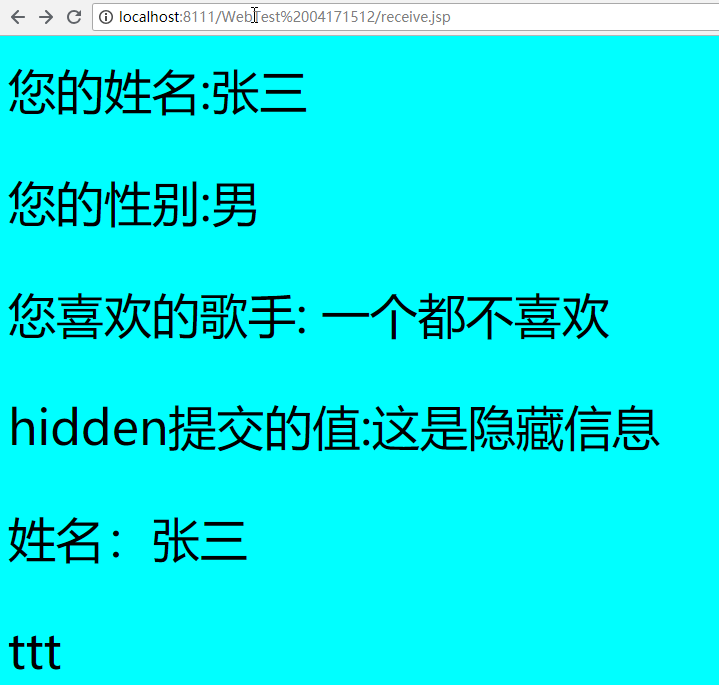 localhost:8111/WebTest%2004171512/receive.jsp
您的姓名:张三
您的性别:男
您喜欢的歌手: 一个都不喜欢
hidden提交的值:这是隐藏信息
姓名：张三
ttt